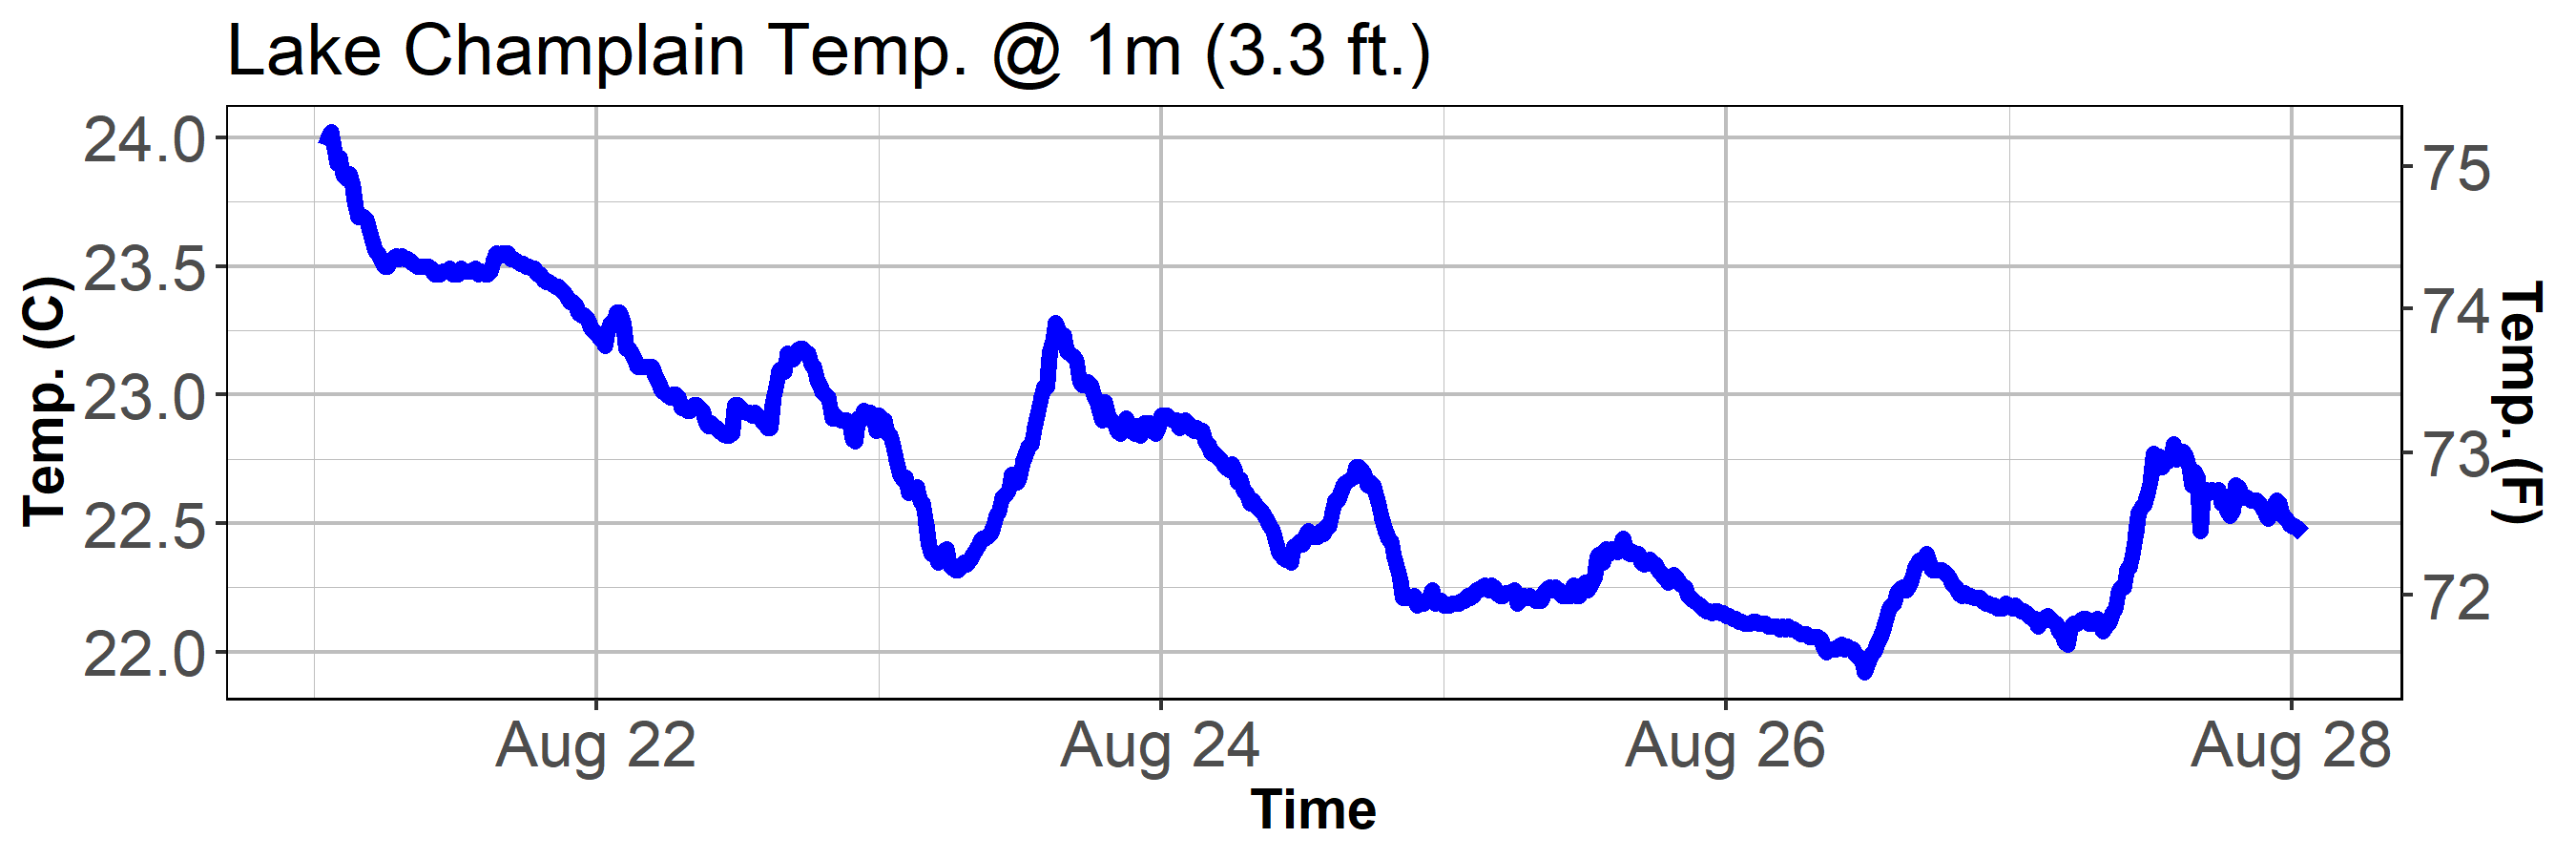 Lake Champlain Temp. @ 1m (3.3 ft.)
Temp. (C)
24.0
23.5
23.0
22.5
22.0
75
74
73
72
Temp. (F)
Aug 22
Aug 24
Aug 26
Aug 28
Time